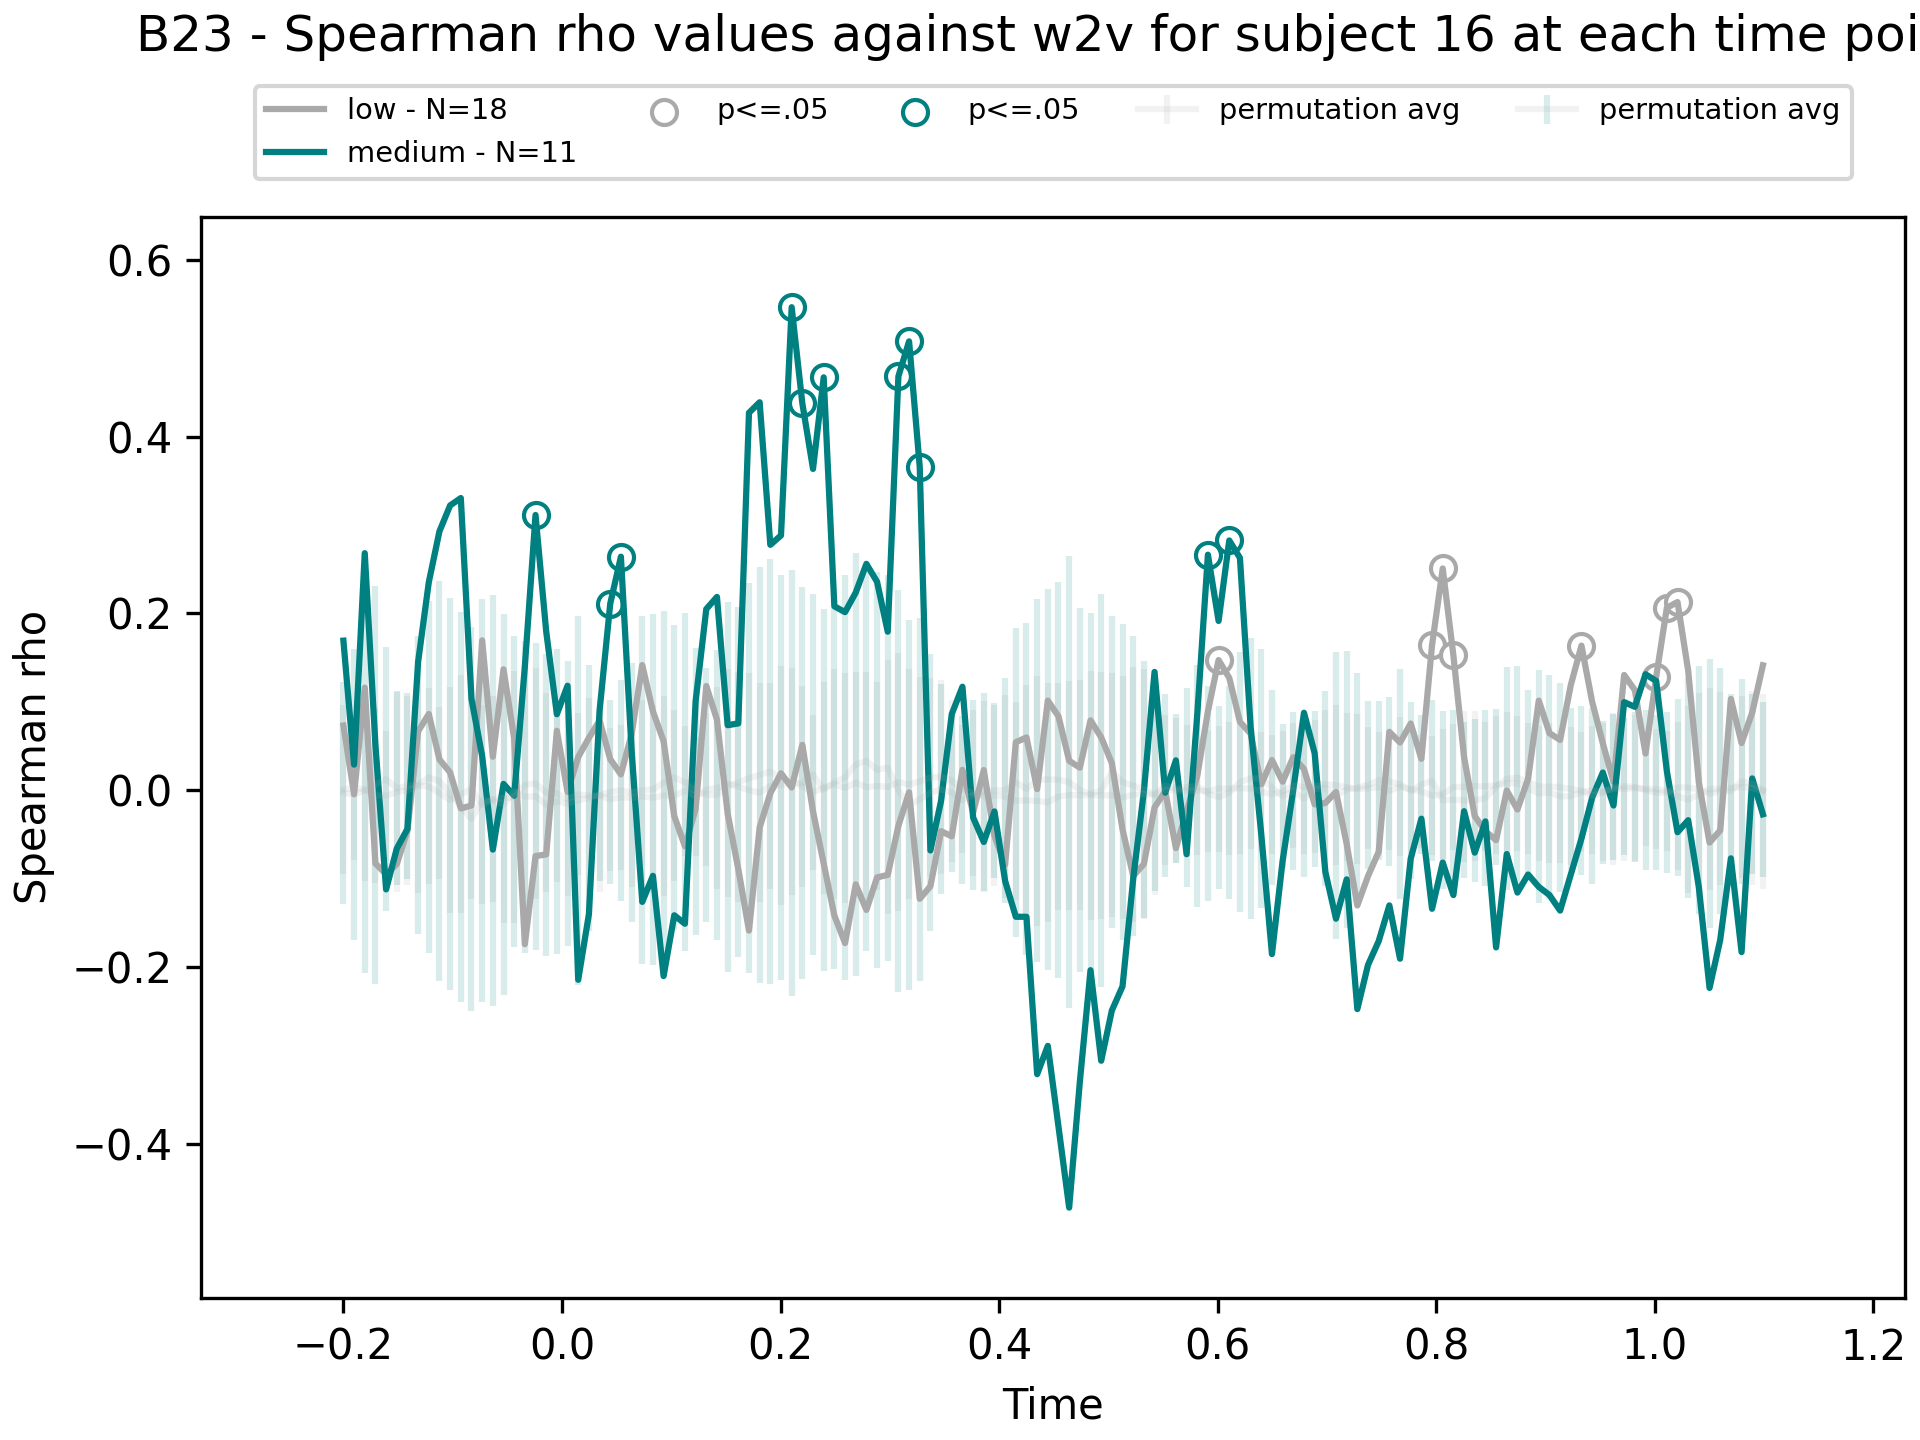 B23 - Spearman rho values against w2v for subject 16 at each time poi
low - N=18
medium - N=11
p<=.05
p<=.05
permutation avg
permutation avg
Spearman rho
0.6
0.4
0.2
0.0
−0.2
−0.4
−0.2
0.0
0.2
0.4
0.6
0.8
1.0
1.2
Time